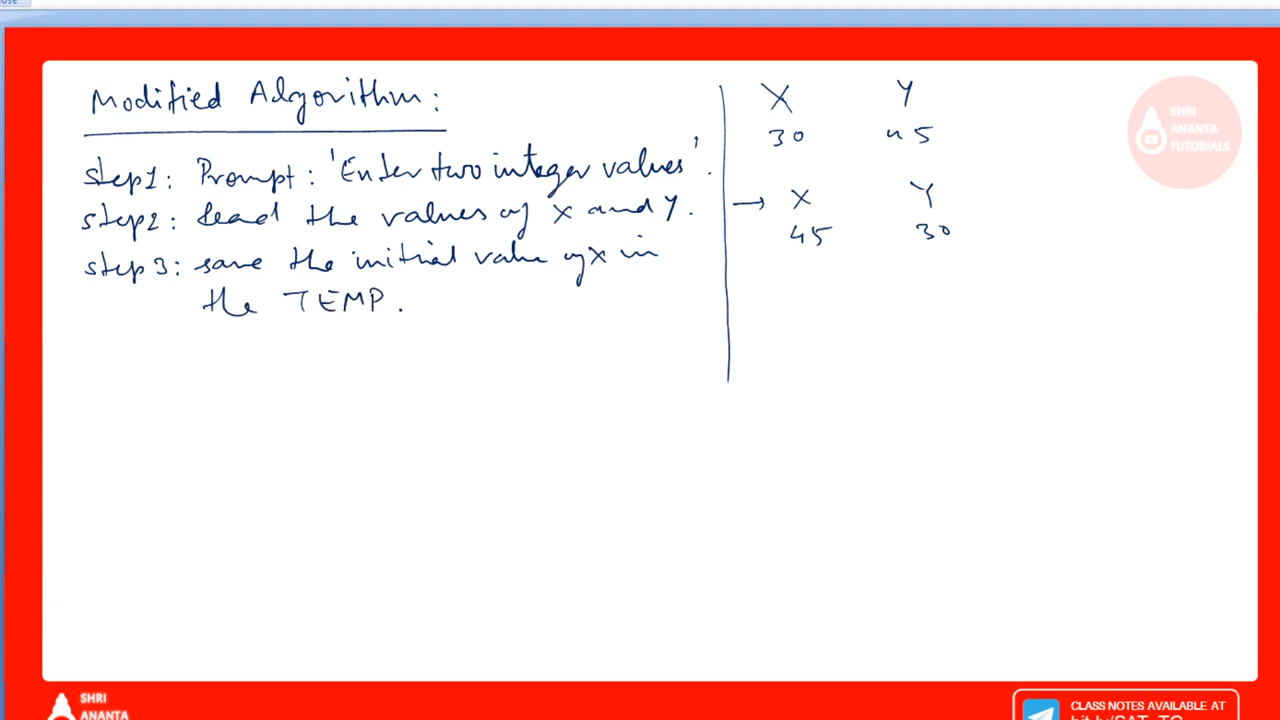 Modified Algorithm:
step1: Prompt: 'Enter two integer values'.
step2: Read the values of X and Y.
step3: save the initial value of X in
the TEMP.
X Y
30 45
→ X Y
45 30
SHRI
ANANTA
TUTORIALS
SHRI
ANANTA
CLASS NOTES AVAILABLE AT